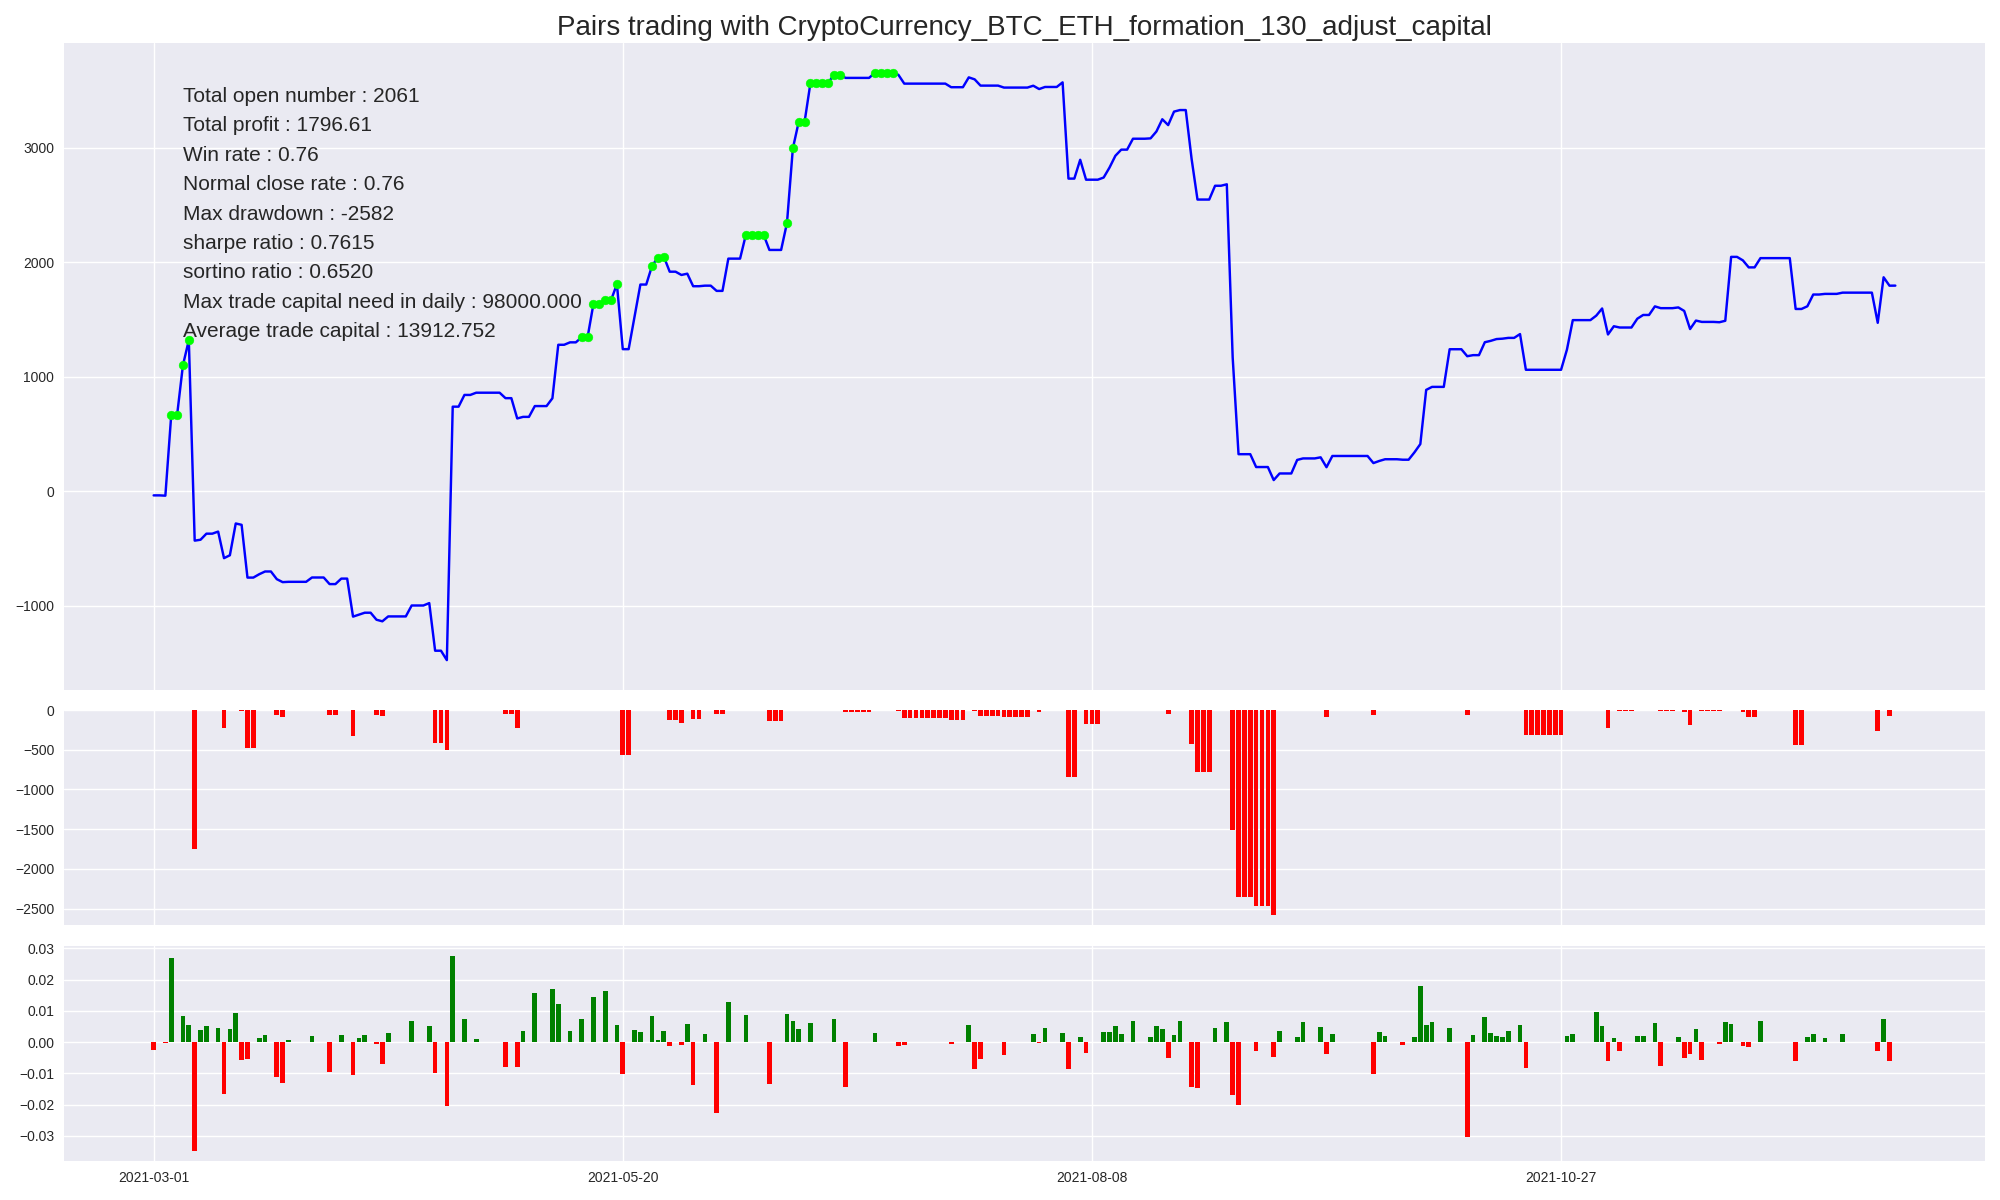 Pairs trading with CryptoCurrency_BTC_ETH_formation_130_adjust_capital
Total open number : 2061
Total profit : 1796.61
Win rate : 0.76
Normal close rate : 0.76
Max drawdown : -2582
sharpe ratio : 0.7615
sortino ratio : 0.6520
Max trade capital need in daily : 98000.000
Average trade capital : 13912.752
3000
2000
1000
0
−1000
0
−500
−1000
−1500
−2000
−2500
0.03
0.02
0.01
0.00
−0.01
−0.02
−0.03
2021-03-01 2021-05-20 2021-08-08 2021-10-27